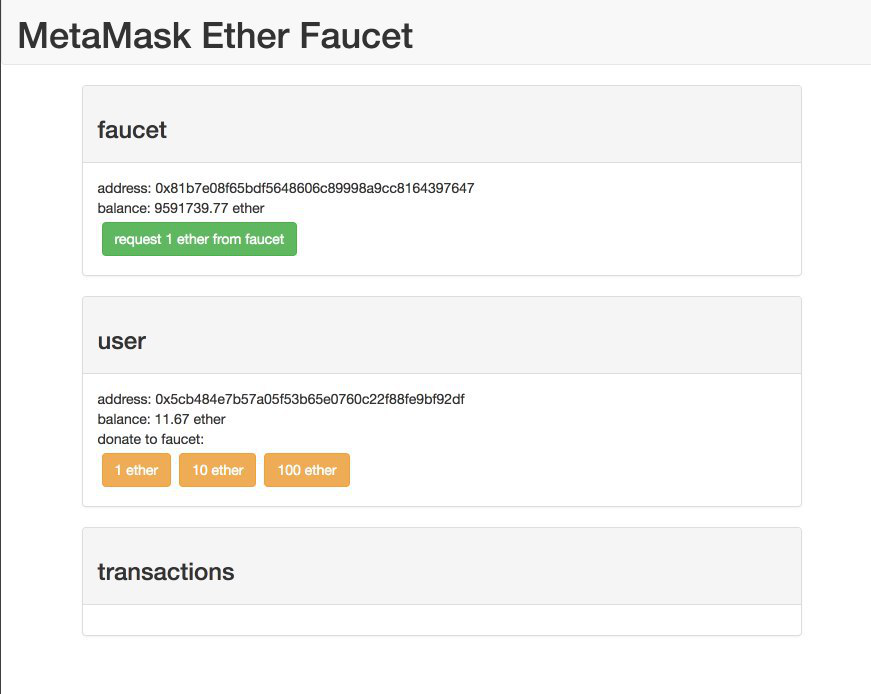 MetaMask Ether Faucet
faucet
address: 0x81b7e08f65bdf5648606c89998a9cc8164397647
balance: 9591739.77 ether
request 1 ether from faucet
user
address: 0x5cb484e7b57a05f53b65e0760c22f88fe9bf92df
balance: 11.67 ether
donate to faucet:
1 ether 10 ether 100 ether
transactions